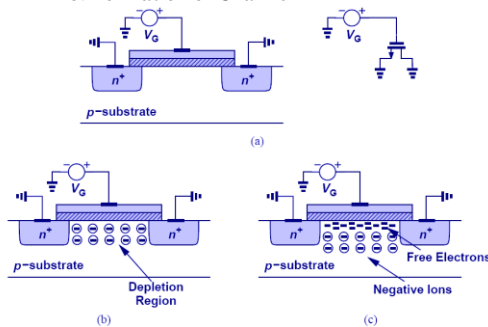 V_G
n+
n+
p-substrate
V_G
(a)
V_G
n+
n+
p-substrate
Depletion
Region
(b)
V_G
n+
n+
p-substrate
Free Electrons
Negative Ions
(c)